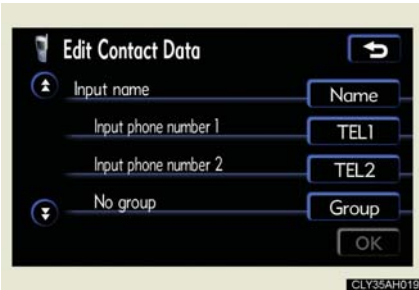 Edit Contact Data
Input name Name
Input phone number 1 TEL1
Input phone number 2 TEL2
No group Group
OK
CLY35AH019